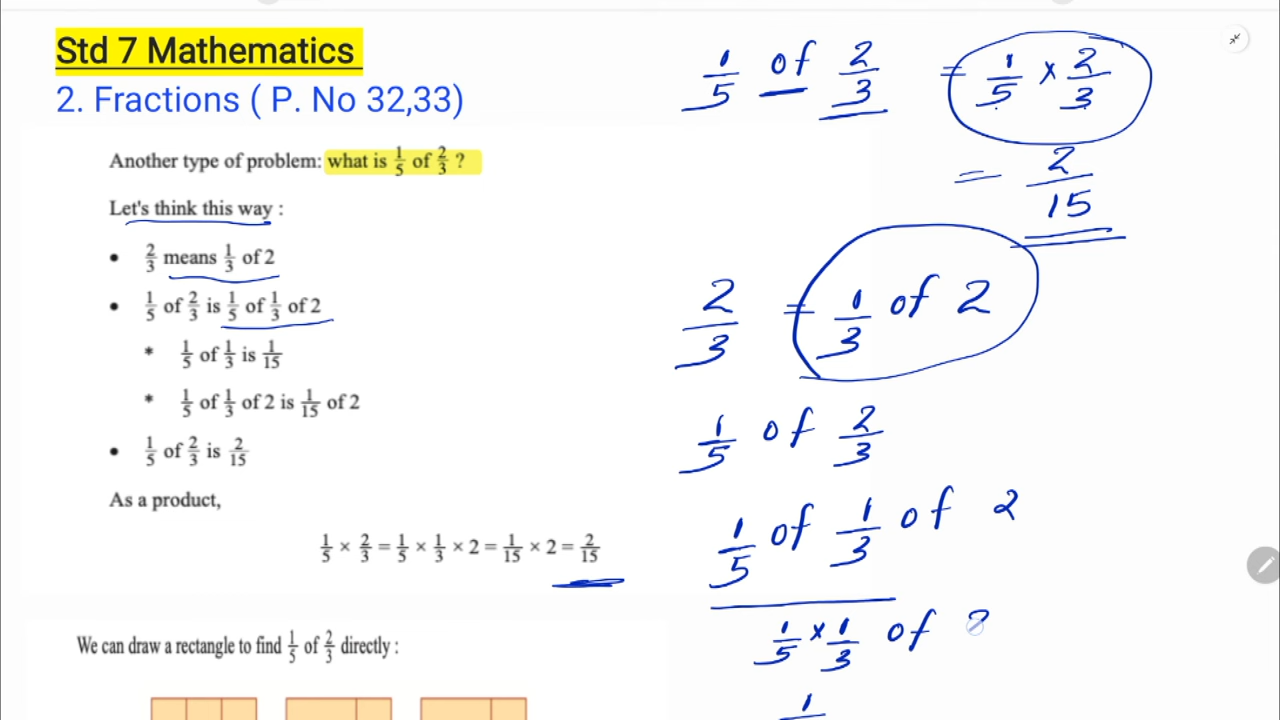 Std 7 Mathematics
2. Fractions ( P. No 32,33)
Another type of problem: what is 1/5 of 2/3 ?
Let's think this way :
• 2/3 means 1/3 of 2
• 1/5 of 2/3 is 1/5 of 1/3 of 2
* 1/5 of 1/3 is 1/15
* 1/5 of 1/3 of 2 is 1/15 of 2
• 1/5 of 2/3 is 2/15
As a product,
1/5 × 2/3 = 1/5 × 1/3 × 2 = 1/15 × 2 = 2/15
We can draw a rectangle to find 1/5 of 2/3 directly :
1/5 of 2/3 = 1/5 × 2/3
= 2/15
2/3 = 1/3 of 2
1/5 of 2/3
1/5 of 1/3 of 2
1/5 × 1/3 of
1